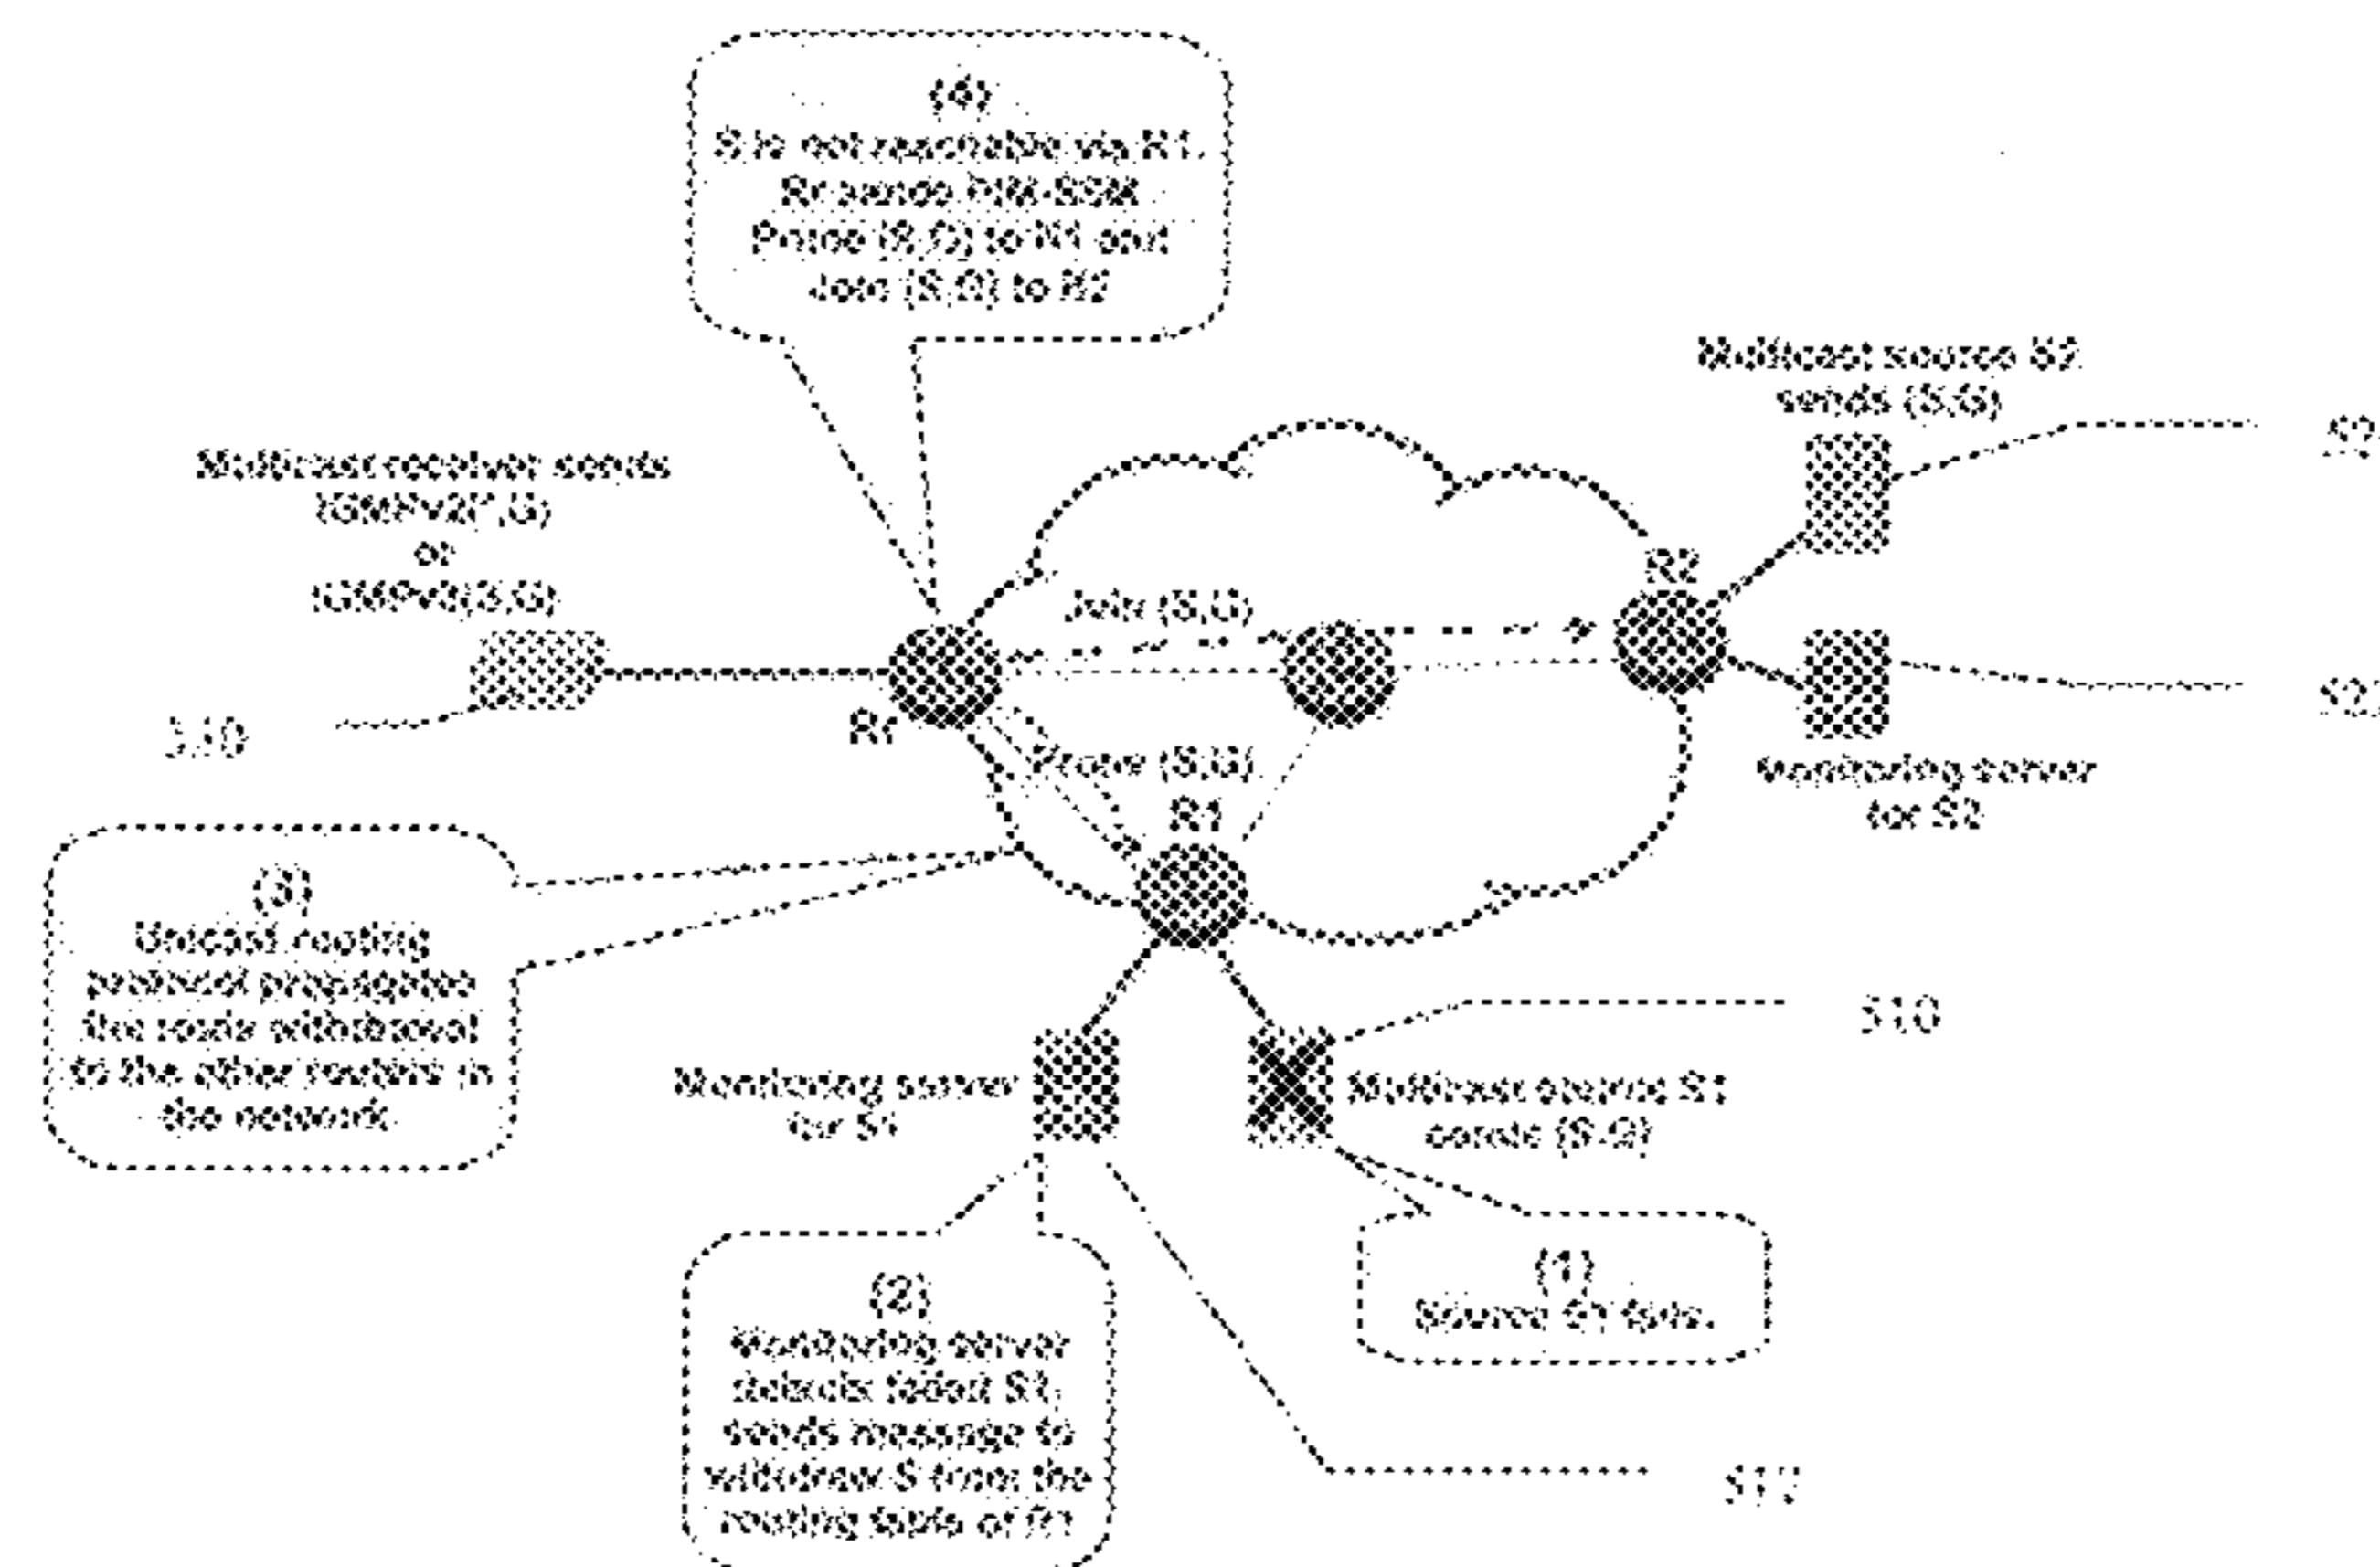 (4)
S is not reachable via R1.
Rr sends PIM-SSM
Prune (S,G) to R1 and
Join (S,G) to R2
Multicast source S2
sends (S,G)
Multicast receiver sends
IGMPv2(*,G)
or
IGMPv3(S,G)
R2
Join (S,G)
Rr
Prune (S,G)
R1
Monitoring server
for S2
(3)
Unicast routing
protocol propagates
the route withdrawal
to the other routers in
the network
510
Monitoring server
for S1
Multicast source S1
sends (S,G)
(1)
Source S1 fails.
(2)
Monitoring server
detects failed S1,
sends message to
withdraw S from the
routing table of R1